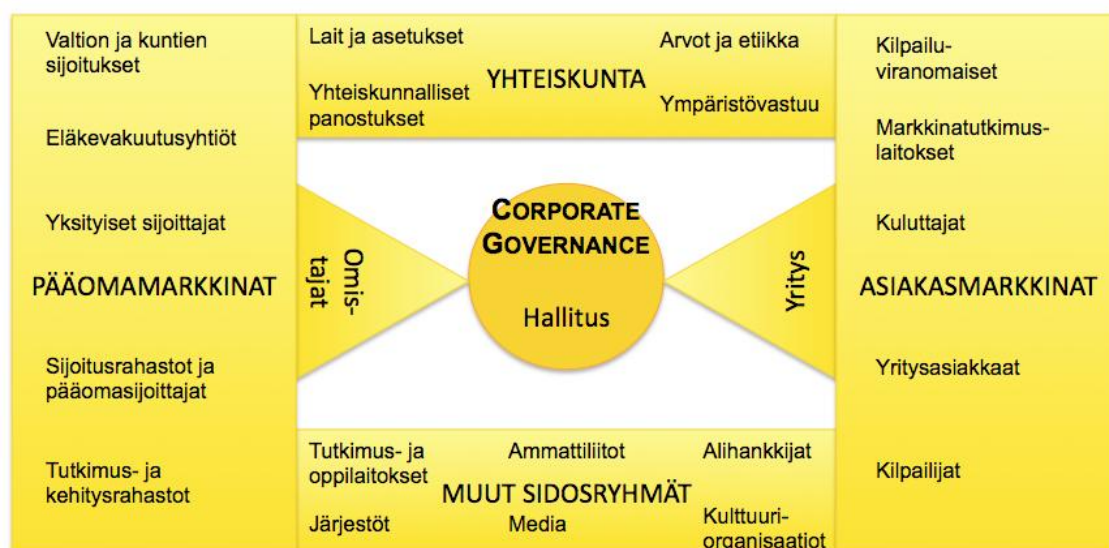 Valtion ja kuntien
sijoitukset
Eläkevakuutusyhtiöt
Yksityiset sijoittajat
PÄÄOMAMARKKINAT
Sijoitusrahastot ja
pääomasijoittajat
Tutkimus- ja
kehitysrahastot
Lait ja asetukset
Arvot ja etiikka
YHTEISKUNTA
Yhteiskunnalliset
panostukset
Ympäristövastuu
Omis-
tajat
CORPORATE
GOVERNANCE
Hallitus
Yritys
Tutkimus- ja
oppilaitokset
Ammattiliitot
Alihankkijat
MUUT SIDOSRYHMÄT
Järjestöt
Media
Kulttuuri-
organisaatiot
Kilpailu-
viranomaiset
Markkinatutkimus-
laitokset
Kuluttajat
ASIAKASMARKKINAT
Yritysasiakkaat
Kilpailijat